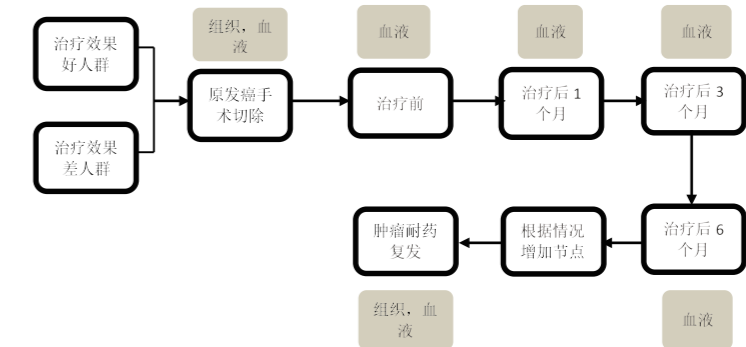 组织，血
液
血液
血液
血液
治疗效果
好人群
原发癌手
术切除
治疗前
治疗后 1
个月
治疗后 3
个月
治疗效果
差人群
肿瘤耐药
复发
根据情况
增加节点
治疗后 6
个月
组织，血
液
血液